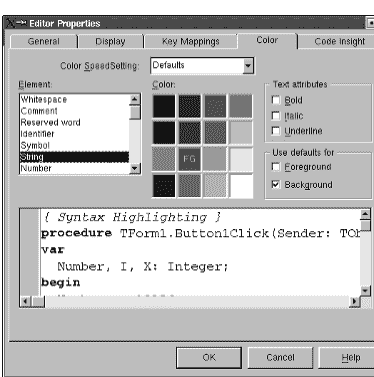 Editor Properties
General Display Key Mappings Color Code Insight
Color SpeedSetting: Defaults
Element: Color: Text attributes
Whitespace
Comment
Reserved word
Identifier
Symbol
String
Number
Bold
Italic
Underline
FG
Use defaults for
Foreground
Background
{ Syntax Highlighting }
procedure TForm1.Button1Click(Sender: TOb
var
Number, I, X: Integer;
begin
OK Cancel Help